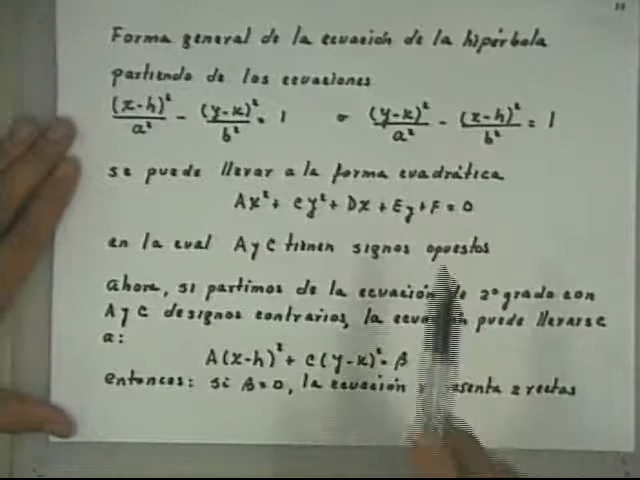 Forma general de la ecuación de la hipérbola
partiendo de las ecuaciones
(x-h)²/a² - (y-k)²/b² = 1 o (y-k)²/a² - (x-h)²/b² = 1
se puede llevar a la forma cuadrática
Ax² + Cy² + Dx + Ey + F = 0
en la cual A y C tienen signos opuestos
Ahora, si partimos de la ecuación de 2º grado con
A y C de signos contrarios, la puede llevarse
a:
A(x-h)² + C(y-k)² = β
entonces: si β = 0, la ecuación 2 rectas